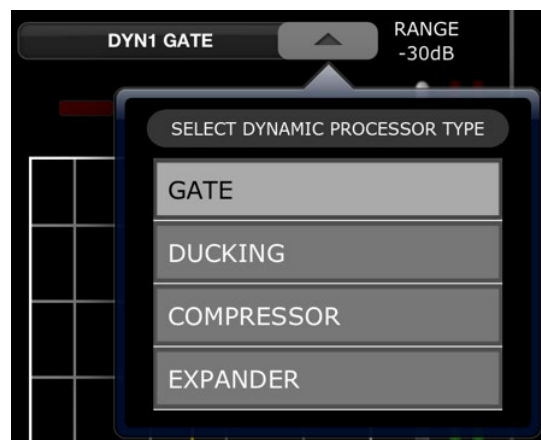 DYN1 GATE
RANGE
-30dB
SELECT DYNAMIC PROCESSOR TYPE
GATE
DUCKING
COMPRESSOR
EXPANDER